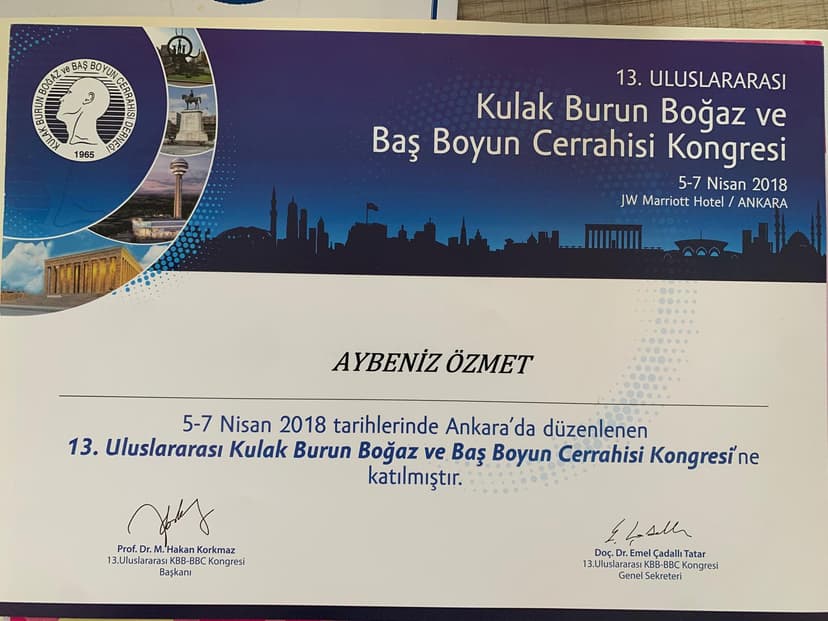 KULAK BURUN BOĞAZ ve BAŞ BOYUN CERRAHİSİ DERNEĞİ
1965
13. ULUSLARARASI
Kulak Burun Boğaz ve
Baş Boyun Cerrahisi Kongresi
5-7 Nisan 2018
JW Marriott Hotel / ANKARA
AYBENİZ ÖZMET
5-7 Nisan 2018 tarihlerinde Ankara’da düzenlenen
13. Uluslararası Kulak Burun Boğaz ve Baş Boyun Cerrahisi Kongresi’ne
katılmıştır.
Prof. Dr. M. Hakan Korkmaz
13.Uluslararası KBB-BBC Kongresi
Başkanı
Doç. Dr. Emel Çadallı Tatar
13.Uluslararası KBB-BBC Kongresi
Genel Sekreteri